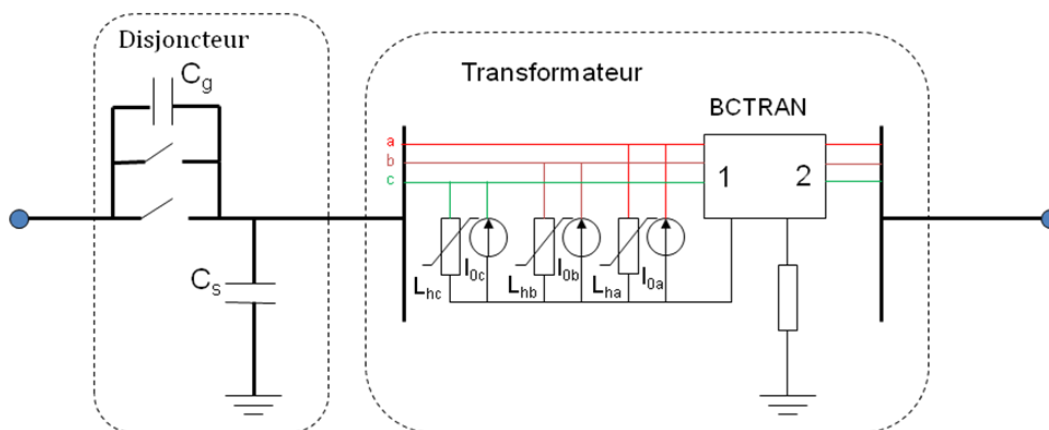 Disjoncteur
Cg
Transformateur
BCTRAN
a
b
c
1 2
I0c
I0b
I0a
Lhc
Lhb
Lha
Cs